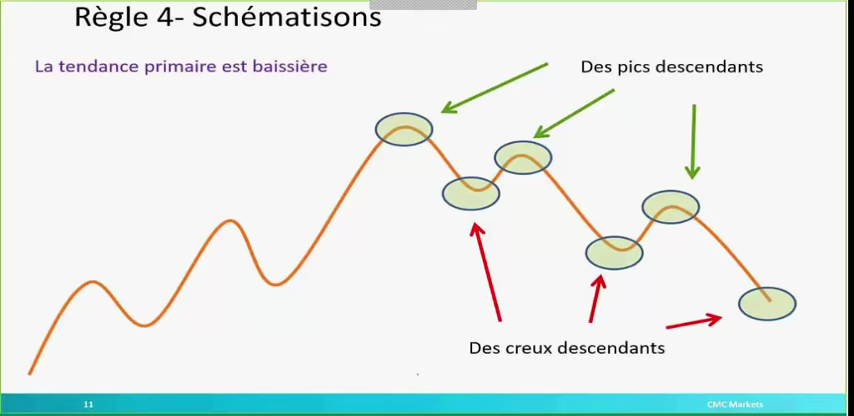 Règle 4- Schématisons
La tendance primaire est baissière
Des pics descendants
Des creux descendants
11
CMC Markets